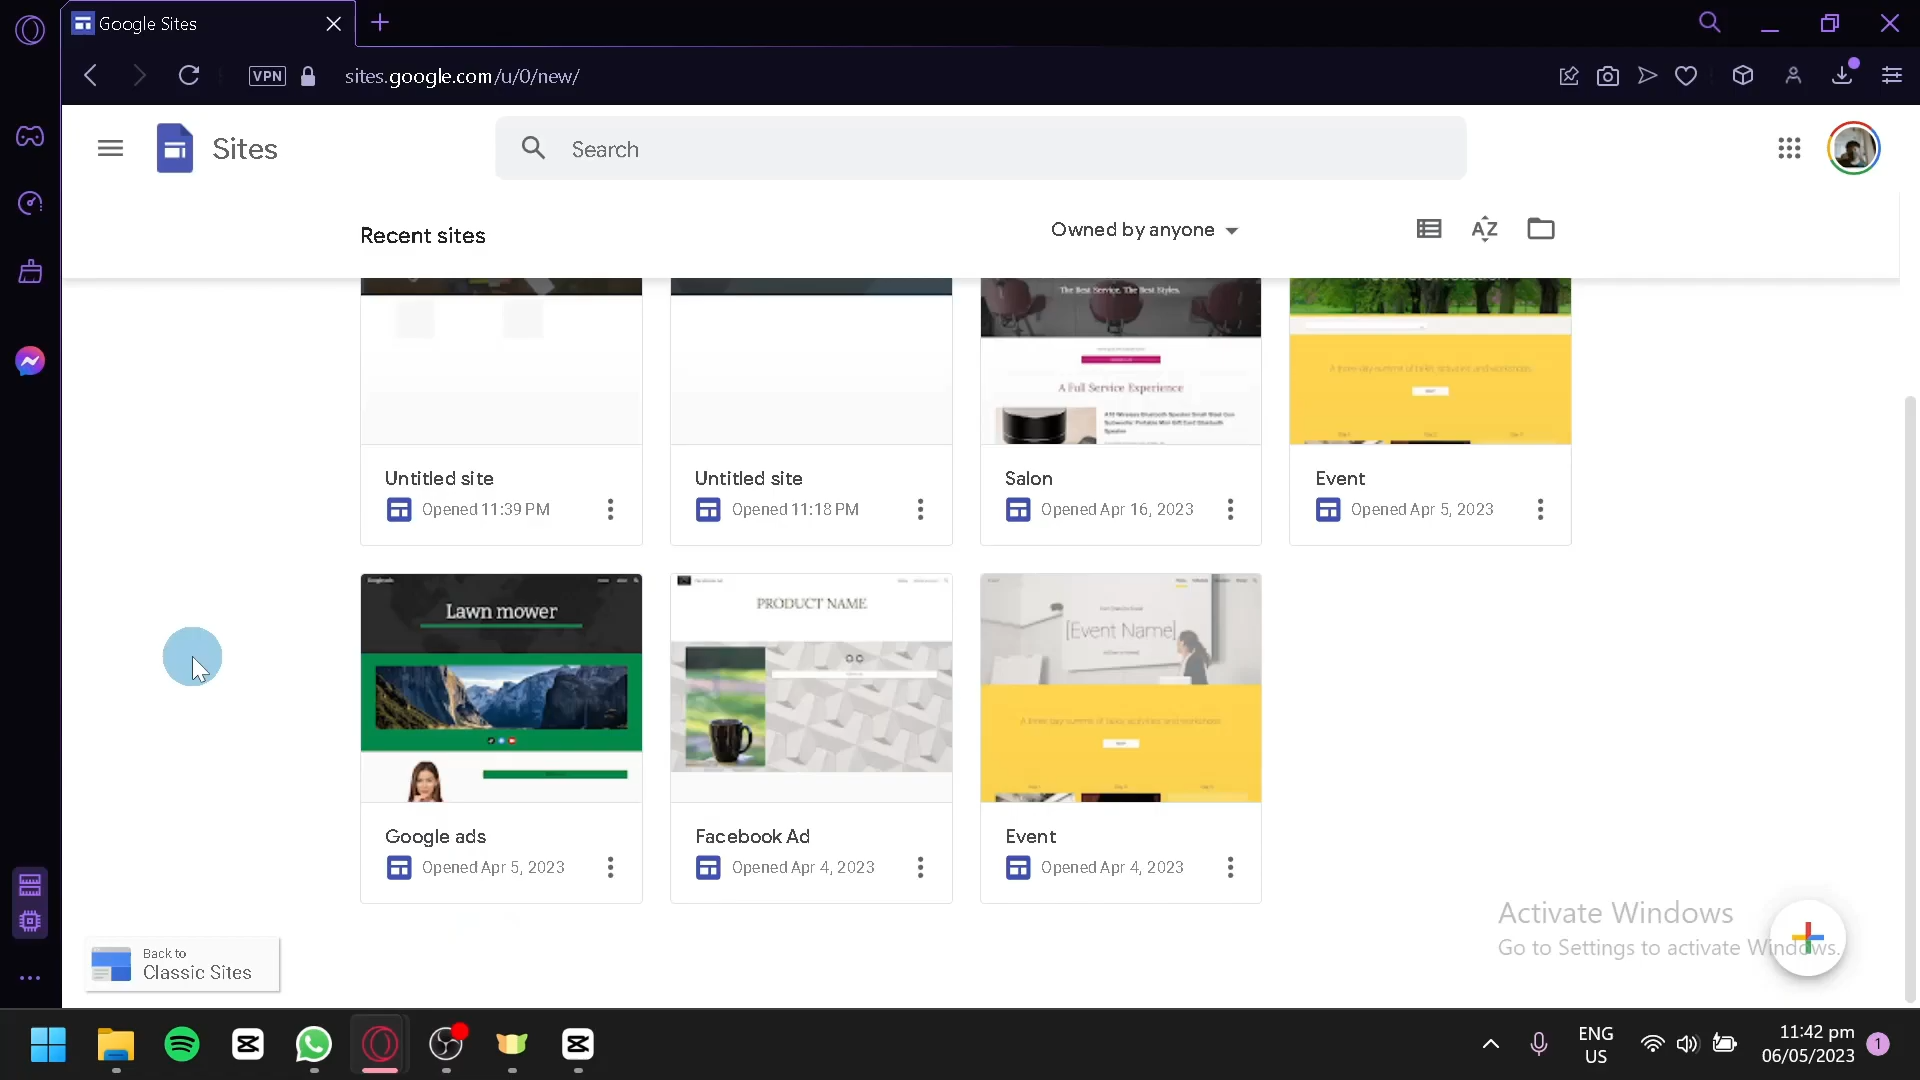 Google Sites
VPN
sites.google.com/u/0/new/
Sites
Search
Recent sites
Owned by anyone
AZ
The Best Service. The Best Styles.
A Full Service Experience
Untitled site
Opened 11:39 PM
Untitled site
Opened 11:18 PM
Salon
Opened Apr 16, 2023
Event
Opened Apr 5, 2023
Lawn mower
PRODUCT NAME
[Event Name]
Google ads
Opened Apr 5, 2023
Facebook Ad
Opened Apr 4, 2023
Event
Opened Apr 4, 2023
Activate Windows
Go to Settings to activate Windows.
Back to
Classic Sites
ENG
US
11:42 pm
06/05/2023
1